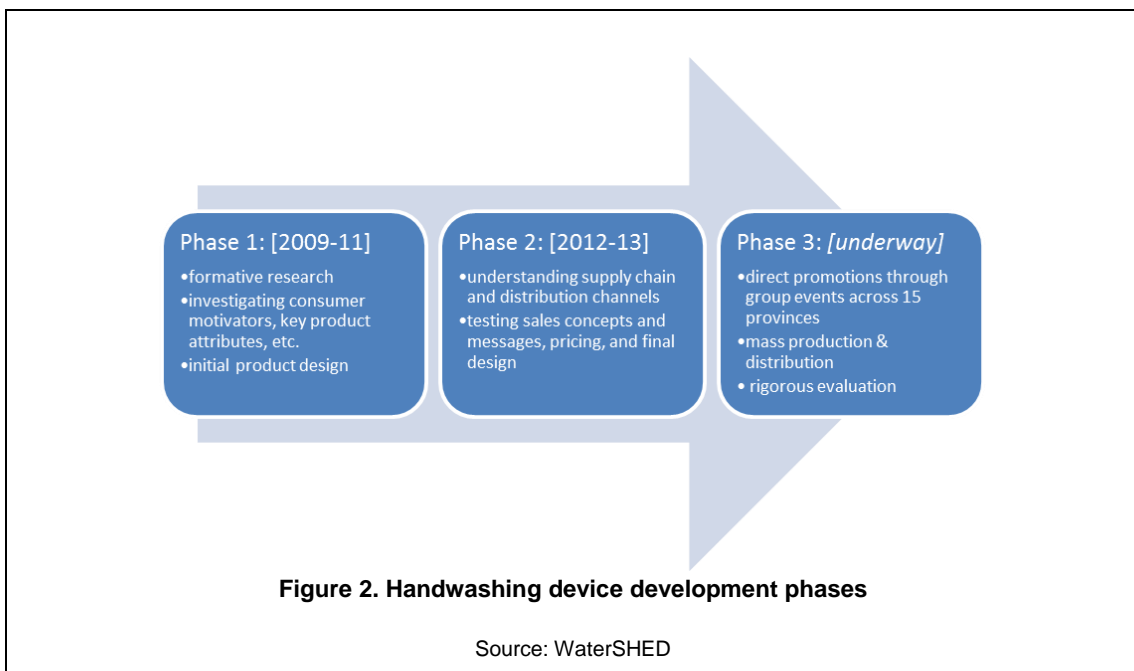 Phase 1: [2009-11]
•formative research
•investigating consumer
motivators, key product
attributes, etc.
•initial product design
Phase 2: [2012-13]
•understanding supply chain
and distribution channels
•testing sales concepts and
messages, pricing, and final
design
Phase 3: [underway]
•direct promotions through
group events across 15
provinces
•mass production &
distribution
• rigorous evaluation
Figure 2. Handwashing device development phases
Source: WaterSHED